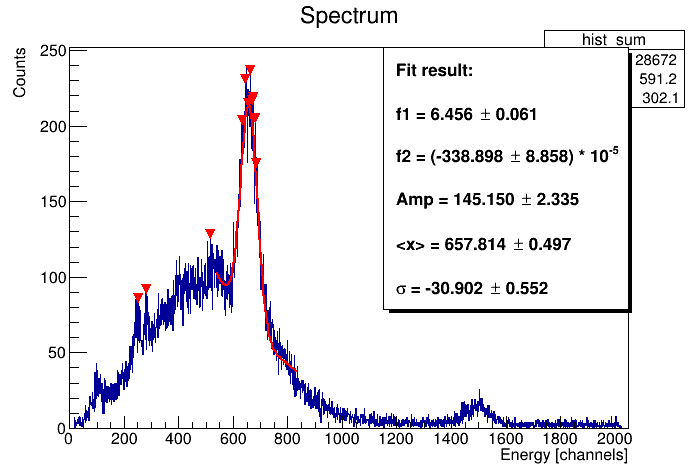 Spectrum
hist_sum
28672
591.2
302.1
Fit result:
f1 = 6.456 ± 0.061
f2 = (-338.898 ± 8.858) * 10-5
Amp = 145.150 ± 2.335
<x> = 657.814 ± 0.497
σ = -30.902 ± 0.552
Counts
250
200
150
100
50
0
0 200 400 600 800 1000 1200 1400 1600 1800 2000
Energy [channels]